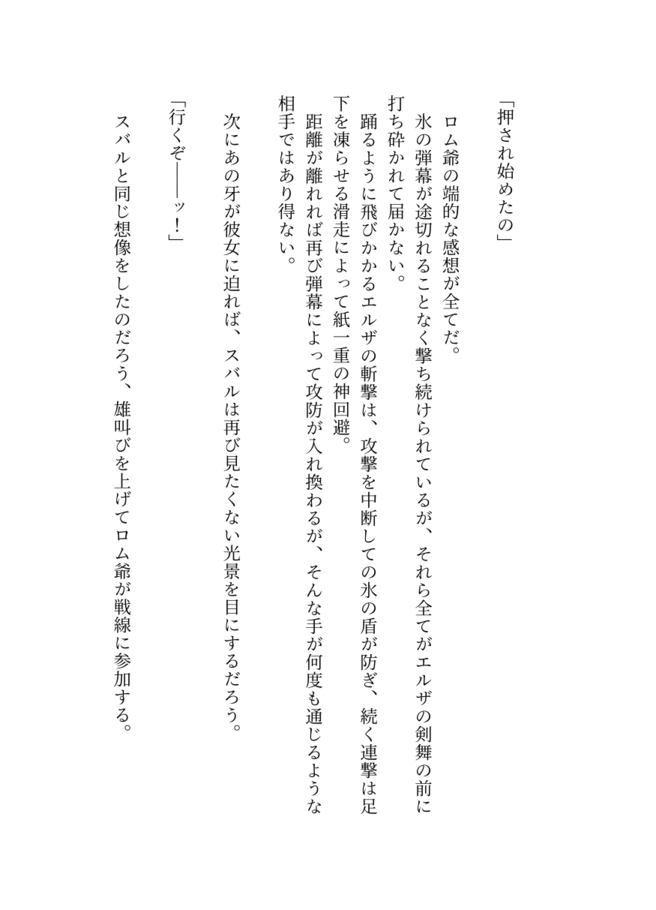 「押され始めたの」
ロム爺の端的な感想が全てだ。
氷の弾幕が途切れることなく撃ち続けられているが、それら全てがエルザの剣舞の前に
打ち砕かれて届かない。
踊るように飛びかかるエルザの斬撃は、攻撃を中断しての氷の盾が防ぎ、続く連撃は足
下を凍らせる滑走によって紙一重の神回避。
距離が離れれば再び弾幕によって攻防が入れ換わるが、そんな手が何度も通じるような
相手ではあり得ない。
次にあの牙が彼女に迫れば、スバルは再び見たくない光景を目にするだろう。
「行くぞ――ッ！」
スバルと同じ想像をしたのだろう、雄叫びを上げてロム爺が戦線に参加する。